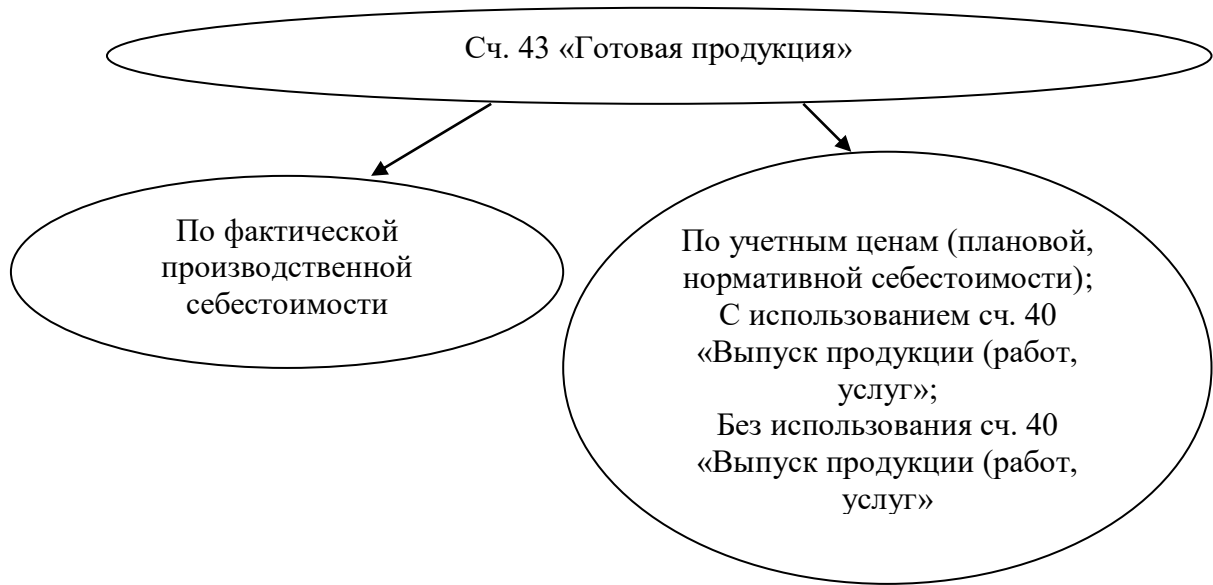 Сч. 43 «Готовая продукция»
По фактической
производственной
себестоимости
По учетным ценам (плановой,
нормативной себестоимости);
С использованием сч. 40
«Выпуск продукции (работ,
услуг»;
Без использования сч. 40
«Выпуск продукции (работ,
услуг»